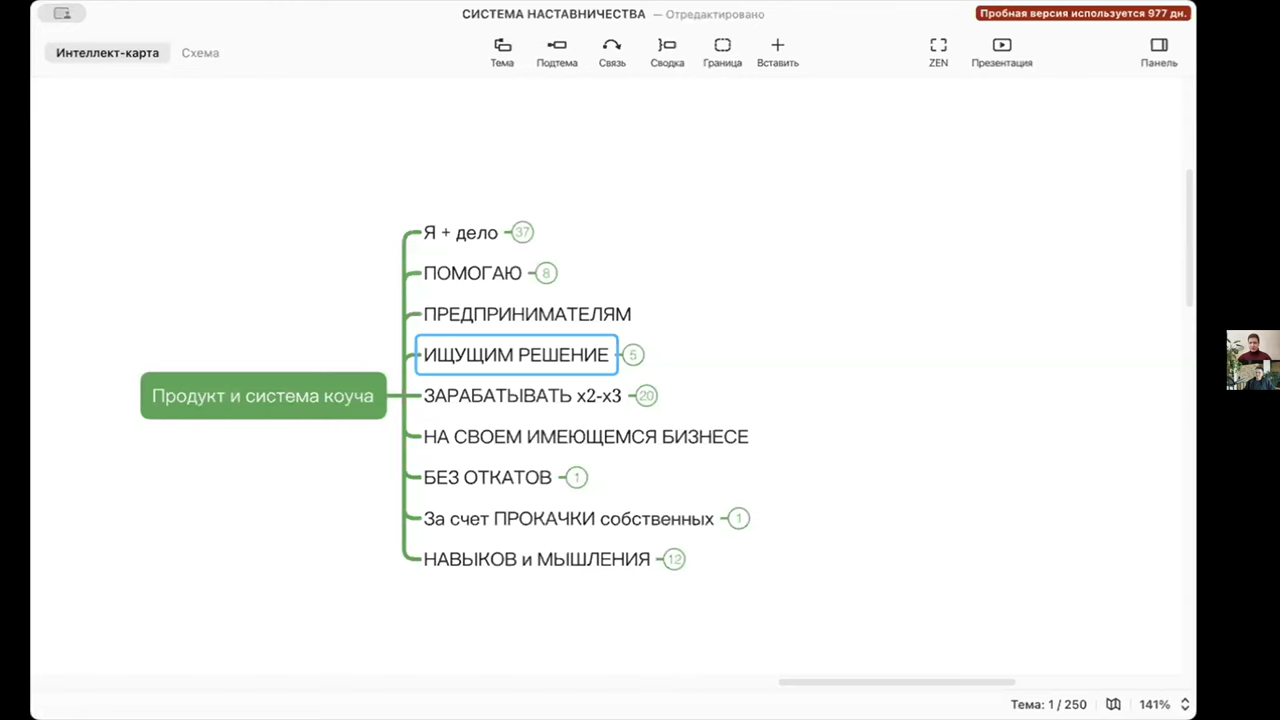 СИСТЕМА НАСТАВНИЧЕСТВА — Отредактировано
Пробная версия используется 977 дн.
Интеллект-карта
Схема
Тема
Подтема
Связь
Сводка
Граница
Вставить
ZEN
Презентация
Панель
Продукт и система коуча
Я + дело 37
ПОМОГАЮ 8
ПРЕДПРИНИМАТЕЛЯМ
ИЩУЩИМ РЕШЕНИЕ 5
ЗАРАБАТЫВАТЬ х2-х3 20
НА СВОЕМ ИМЕЮЩЕМСЯ БИЗНЕСЕ
БЕЗ ОТКАТОВ 1
За счет ПРОКАЧКИ собственных 1
НАВЫКОВ и МЫШЛЕНИЯ 12
Тема: 1 / 250
141%